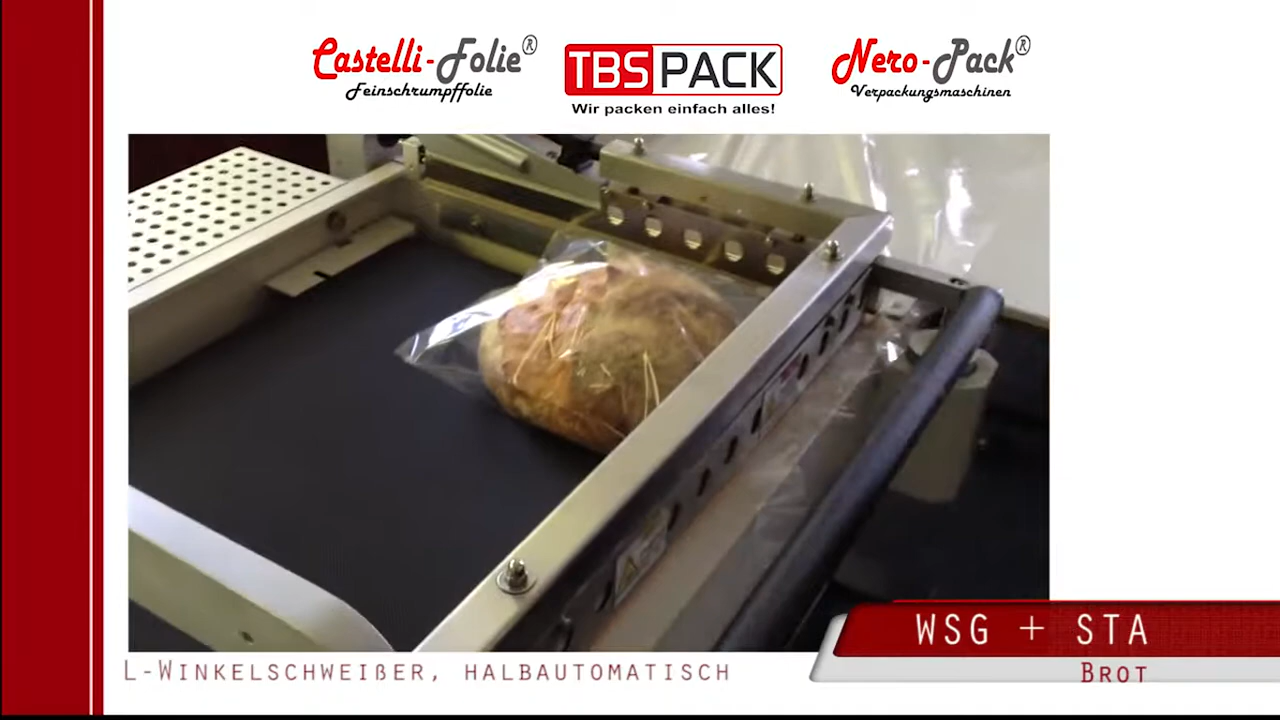 Castelli-Folie®
Feinschrumpffolie
TBSPACK
Wir packen einfach alles!
Nero-Pack®
Verpackungsmaschinen
WSG + STA
L-Winkelschweißer, halbautomatisch
Brot